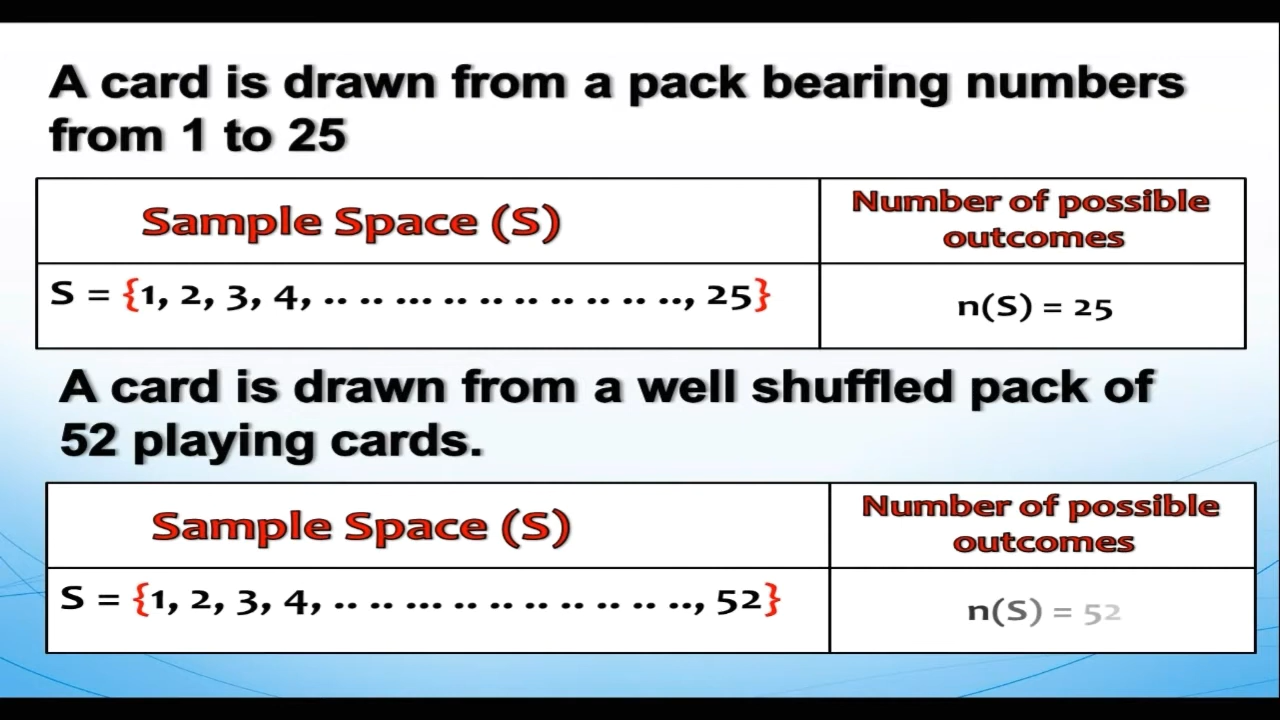 A card is drawn from a pack bearing numbers
from 1 to 25
Sample Space (S)
Number of possible
outcomes
S = {1, 2, 3, 4, .. .. ... .. .. .. .. .. .. .., 25}
n(S) = 25
A card is drawn from a well shuffled pack of
52 playing cards.
Sample Space (S)
Number of possible
outcomes
S = {1, 2, 3, 4, .. .. ... .. .. .. .. .. .. .., 52}
n(S) = 52